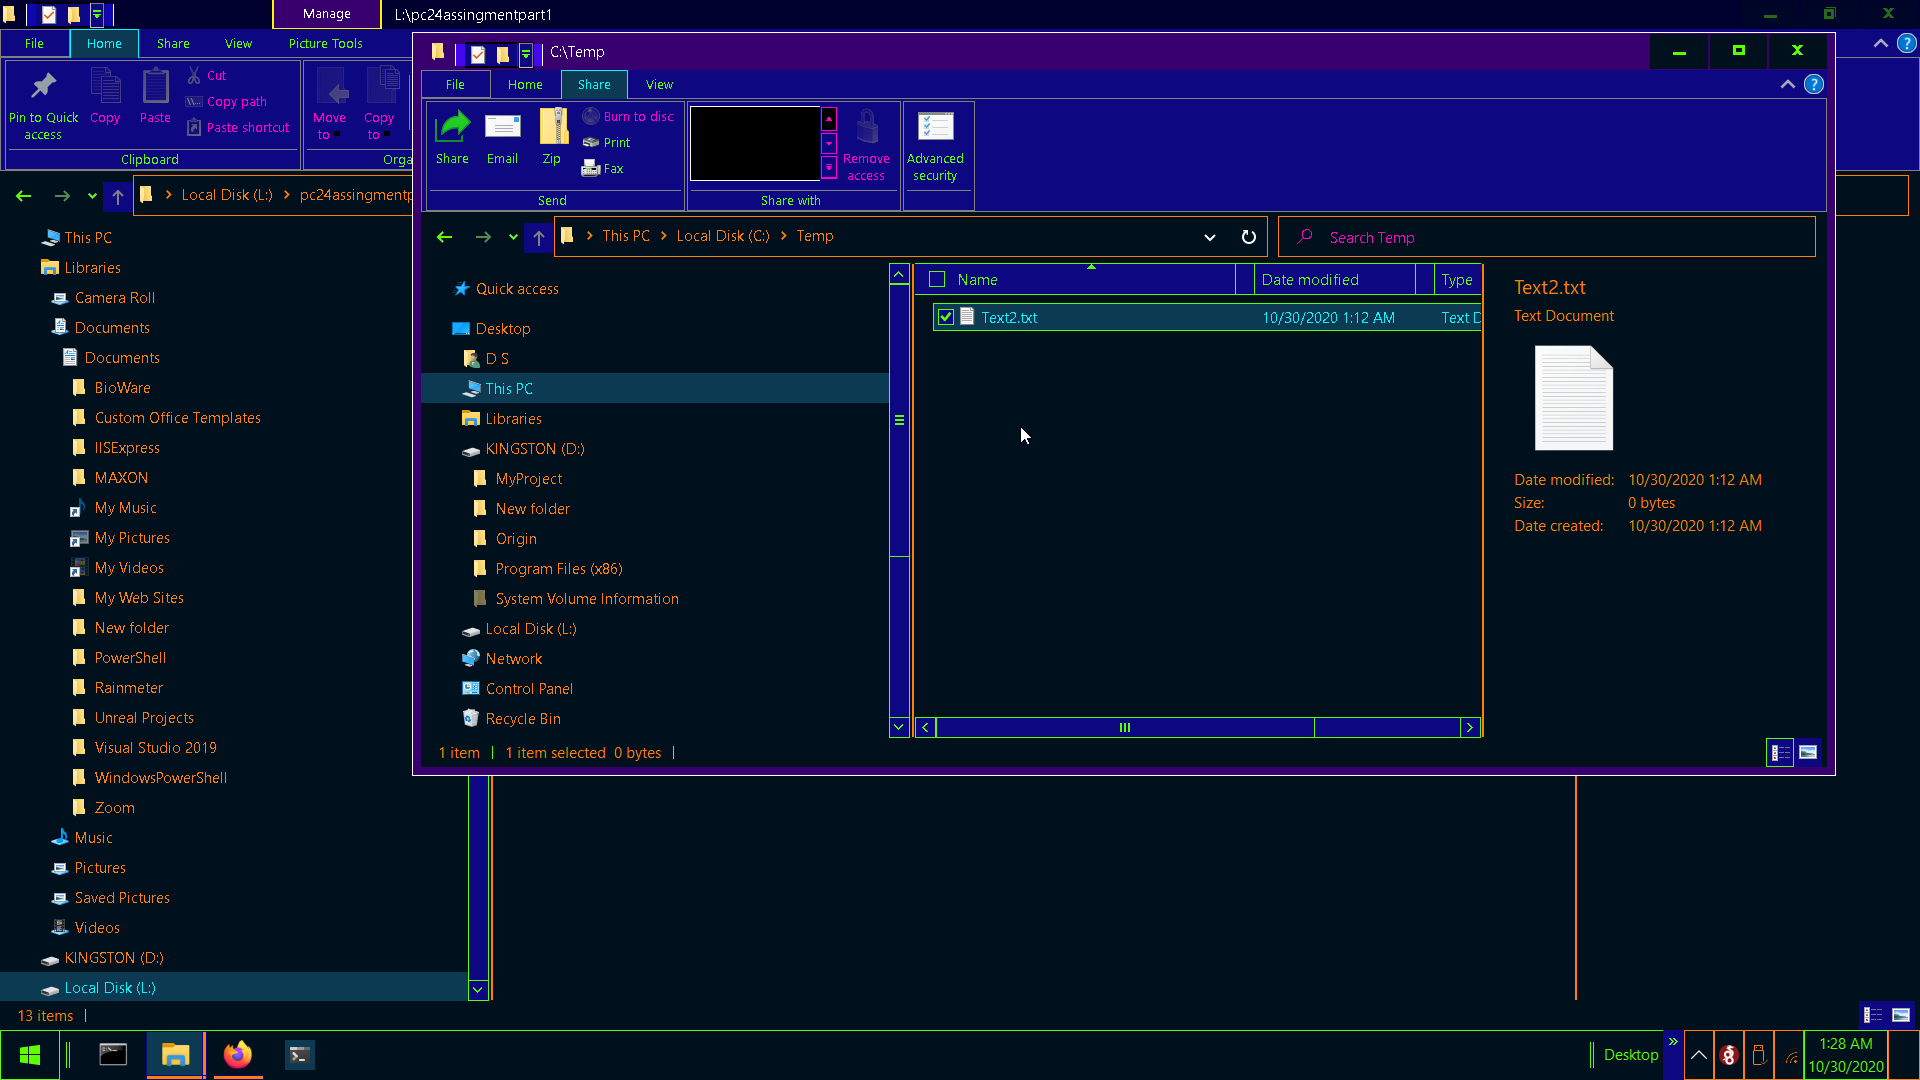 Manage
L:\pc24assingmentpart1
File
Home
Share
View
Picture Tools
Pin to Quick access
Copy
Paste
Cut
Copy path
Paste shortcut
Clipboard
Move to
Copy to
Orga
Local Disk (L:)
pc24assingmentp
This PC
Libraries
Camera Roll
Documents
Documents
BioWare
Custom Office Templates
IISExpress
MAXON
My Music
My Pictures
My Videos
My Web Sites
New folder
PowerShell
Rainmeter
Unreal Projects
Visual Studio 2019
WindowsPowerShell
Zoom
Music
Pictures
Saved Pictures
Videos
KINGSTON (D:)
Local Disk (L:)
13 items
C:\Temp
File
Home
Share
View
Share
Email
Zip
Burn to disc
Print
Fax
Send
Remove access
Share with
Advanced security
This PC
Local Disk (C:)
Temp
Search Temp
Quick access
Desktop
D S
This PC
Libraries
KINGSTON (D:)
MyProject
New folder
Origin
Program Files (x86)
System Volume Information
Local Disk (L:)
Network
Control Panel
Recycle Bin
Name
Date modified
Type
Text2.txt
10/30/2020 1:12 AM
Text D
Text2.txt
Text Document
Date modified: 10/30/2020 1:12 AM
Size: 0 bytes
Date created: 10/30/2020 1:12 AM
1 item
1 item selected 0 bytes
Desktop
1:28 AM
10/30/2020